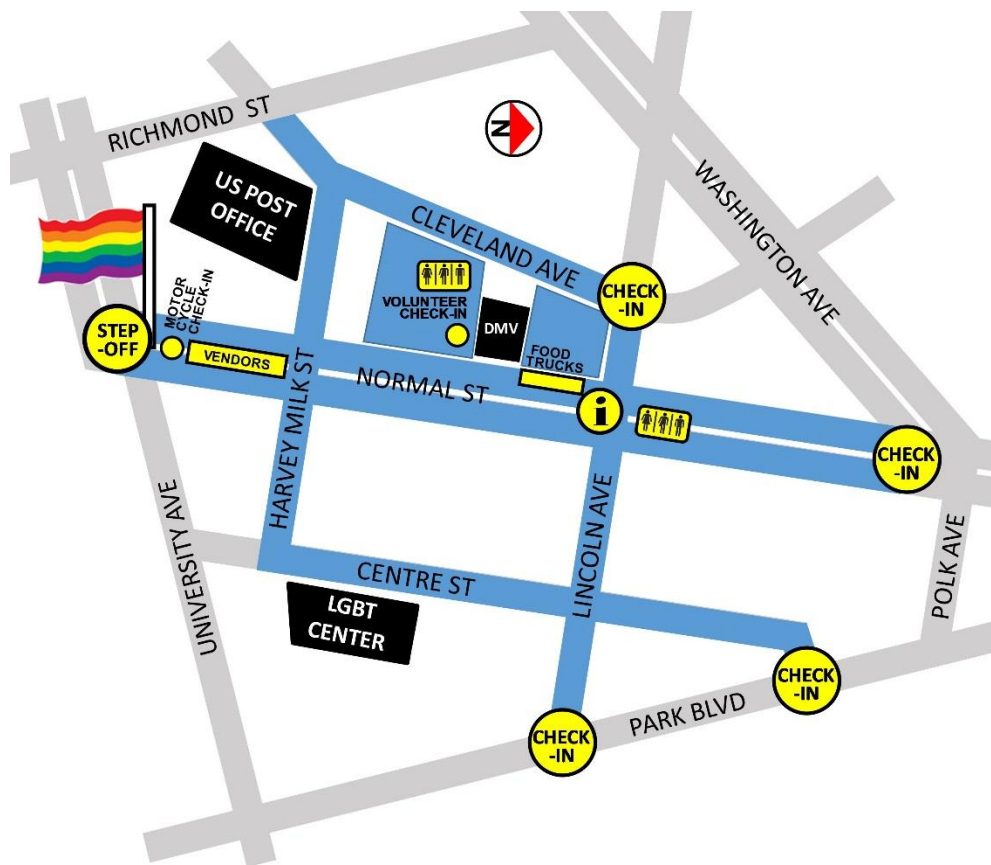 RICHMOND ST
N
US POST
OFFICE
WASHINGTON AVE
CLEVELAND AVE
CHECK
-IN
VOLUNTEER
CHECK-IN
DMV
FOOD
TRUCKS
MOTOR
CYCLE
CHECK-IN
STEP
-OFF
VENDORS
NORMAL ST
i
HARVEY MILK ST
CHECK
-IN
LINCOLN AVE
POLK AVE
UNIVERSITY AVE
CENTRE ST
LGBT
CENTER
CHECK
-IN
PARK BLVD
CHECK
-IN